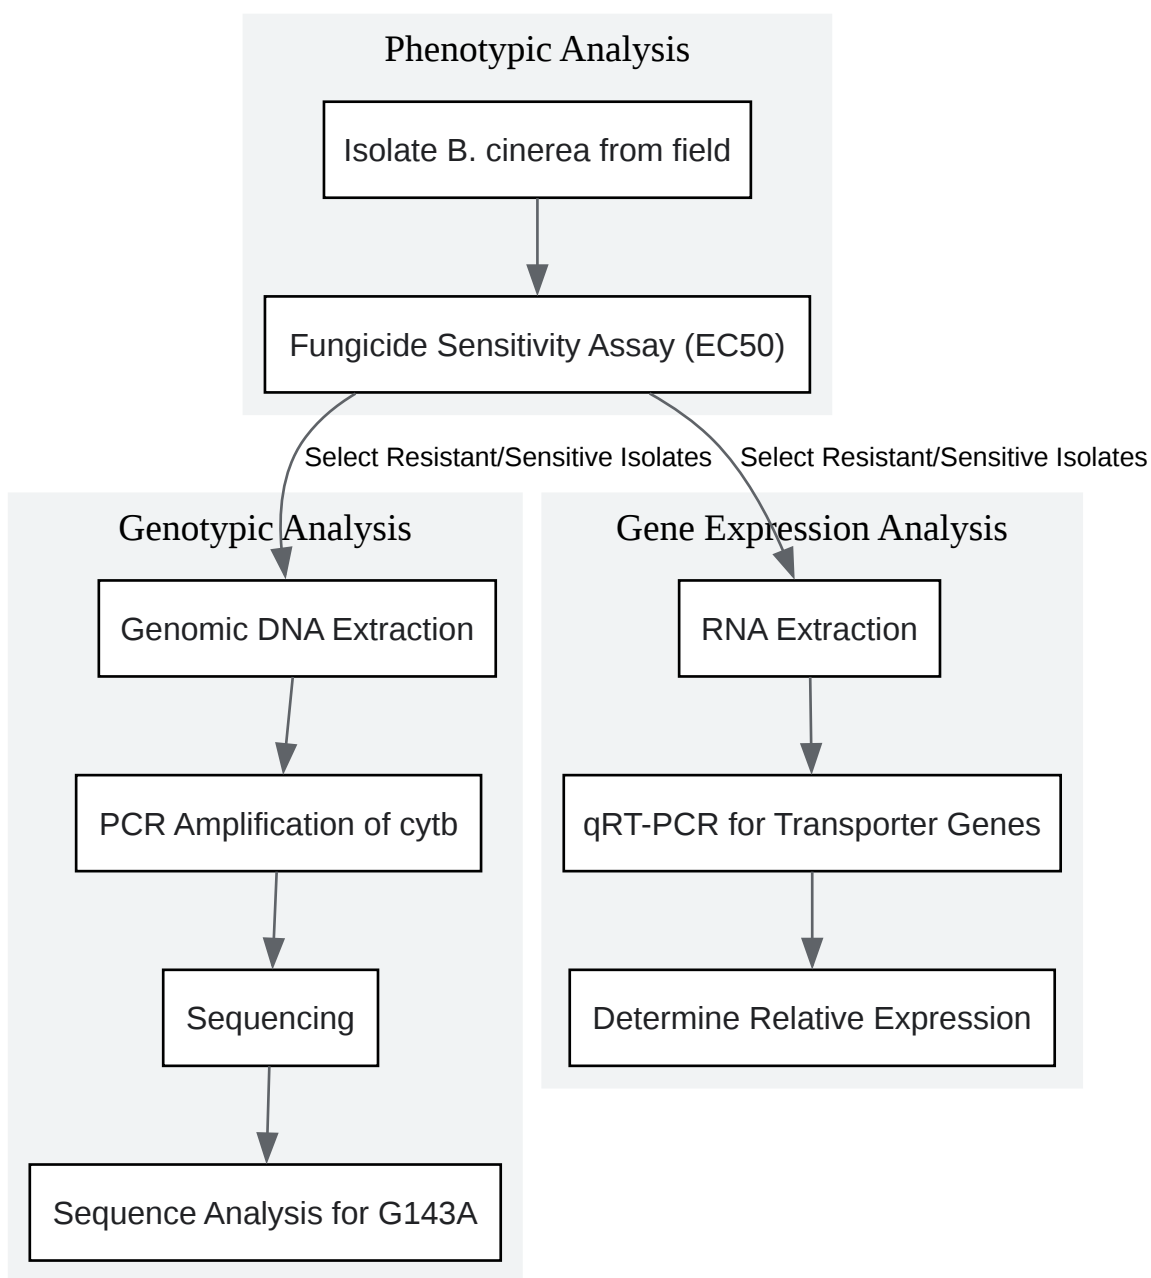 Phenotypic Analysis
Isolate B. cinerea from field
Fungicide Sensitivity Assay (EC50)
Select Resistant/Sensitive Isolates
Select Resistant/Sensitive Isolates
Genotypic Analysis
Genomic DNA Extraction
PCR Amplification of cytb
Sequencing
Sequence Analysis for G143A
Gene Expression Analysis
RNA Extraction
qRT-PCR for Transporter Genes
Determine Relative Expression